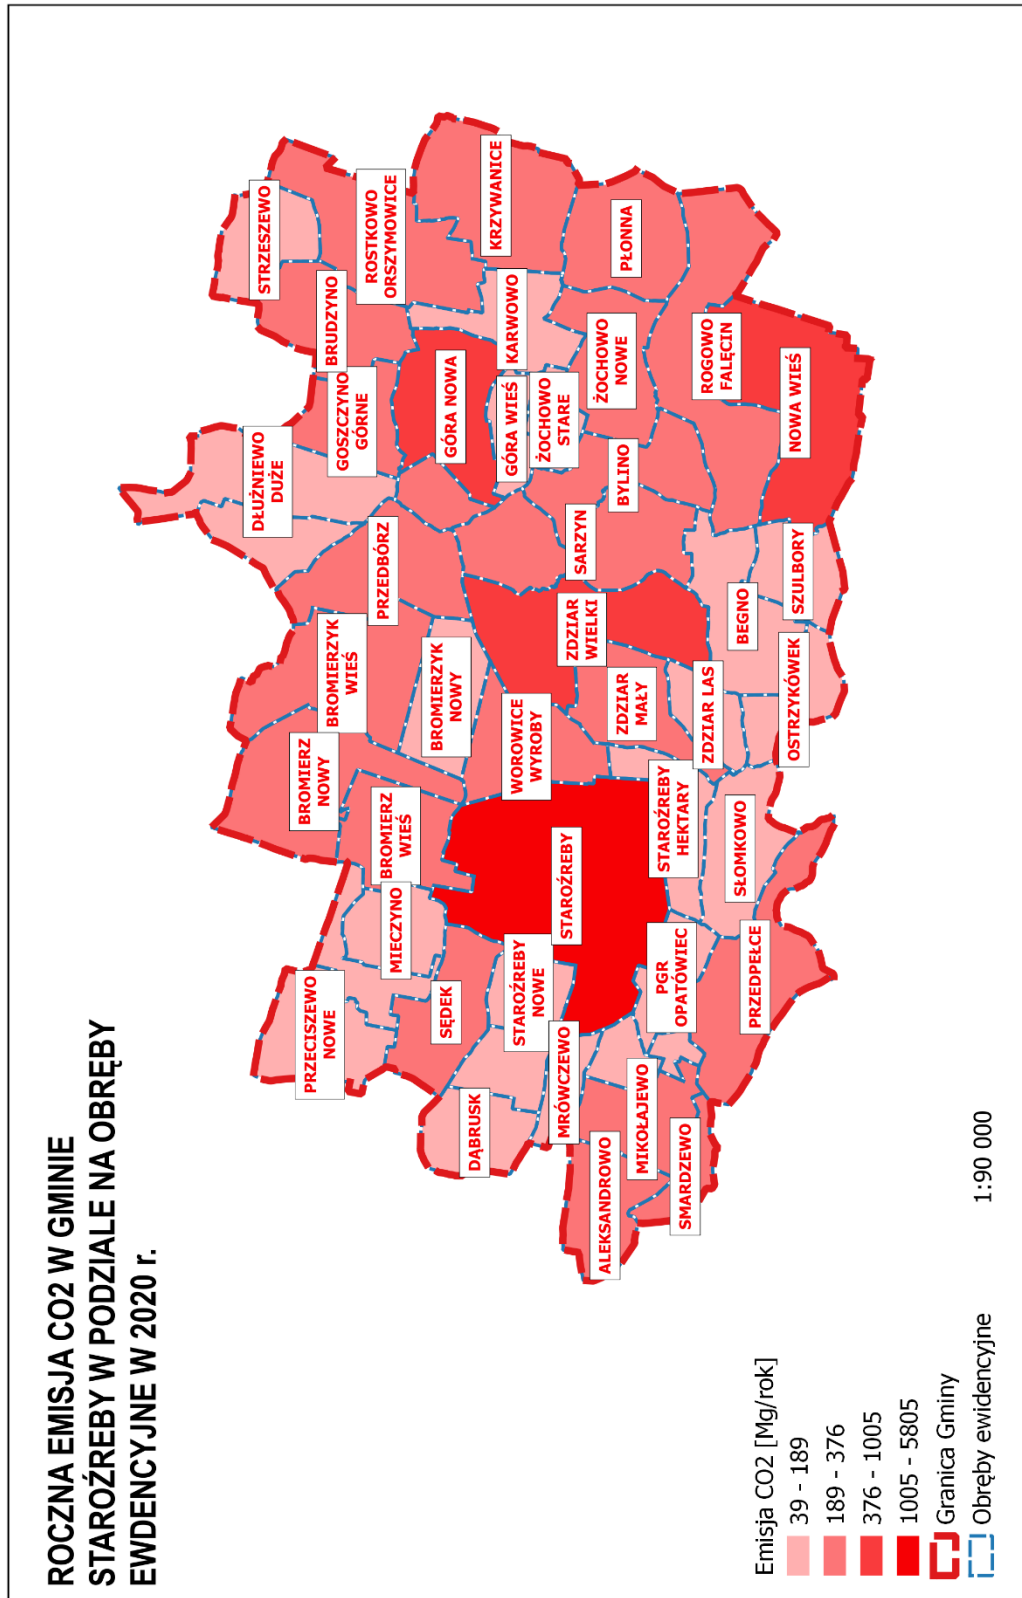 ROCZNA EMISJA CO2 W GMINIE
STAROŹREBY W PODZIALE NA OBRĘBY
EWDENCYJNE W 2020 r.
STRZESZEWO
ROSTKOWO
ORSZYMOWICE
KRZYWANICE
BRUDZYNO
KARWOWO
PŁONNA
DŁUŻNIEWO
DUŻE
GOSZCZYNO
GÓRNE
GÓRA NOWA
GÓRA WIEŚ
ŻOCHOWO
STARE
ŻOCHOWO
NOWE
ROGOWO
FALĘCIN
NOWA WIEŚ
BYLINO
PRZEDBÓRZ
SARZYN
BROMIERZYK
WIEŚ
BROMIERZYK
NOWY
ZDZIAR
WIELKI
BEGNO
SZULBORY
BROMIERZ
NOWY
WOROWICE
WYROBY
ZDZIAR
MAŁY
ZDZIAR LAS
OSTRZYKÓWEK
BROMIERZ
WIEŚ
STAROŹREBY
STAROŹREBY
HEKTARY
SŁOMKOWO
MIECZYNO
PRZECISZEWO
NOWE
SĘDEK
STAROŹREBY
NOWE
PGR
OPATÓWIEC
PRZEDPEŁCE
DĄBRUSK
MRÓWCZEWO
MIKOŁAJEWO
ALEKSANDROWO
SMARDZEWO
Emisja CO2 [Mg/rok]
39 - 189
189 - 376
376 - 1005
1005 - 5805
Granica Gminy
Obręby ewidencyjne
1:90 000